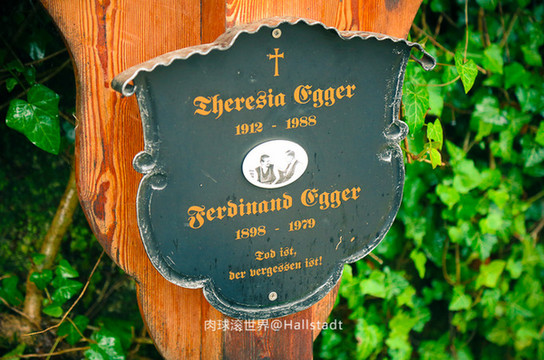 Theresia Egger
1912 - 1988
Ferdinand Egger
1898 - 1979
Tod ist,
der vergessen ist!
肉球滚世界@Hallstadt